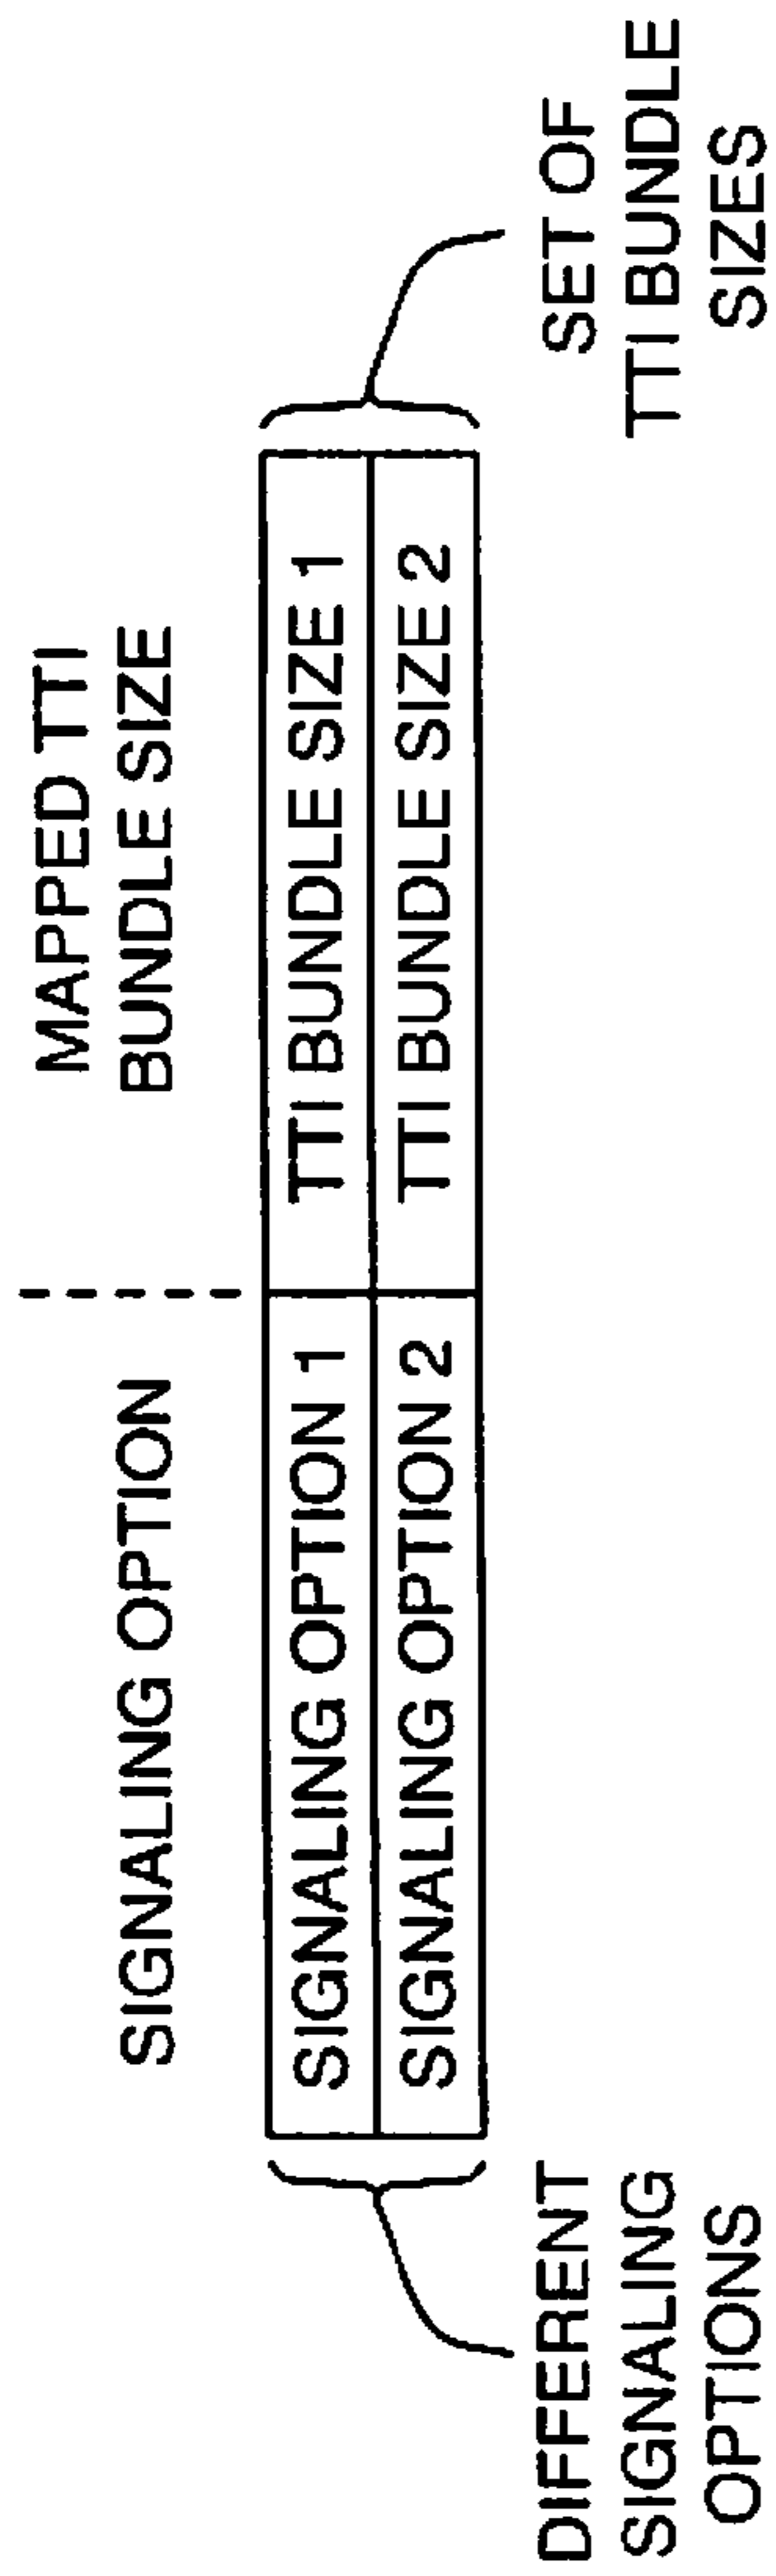 SIGNALING OPTION
MAPPED TTI
BUNDLE SIZE
SIGNALING OPTION 1
TTI BUNDLE SIZE 1
SIGNALING OPTION 2
TTI BUNDLE SIZE 2
DIFFERENT
SIGNALING
OPTIONS
SET OF
TTI BUNDLE
SIZES